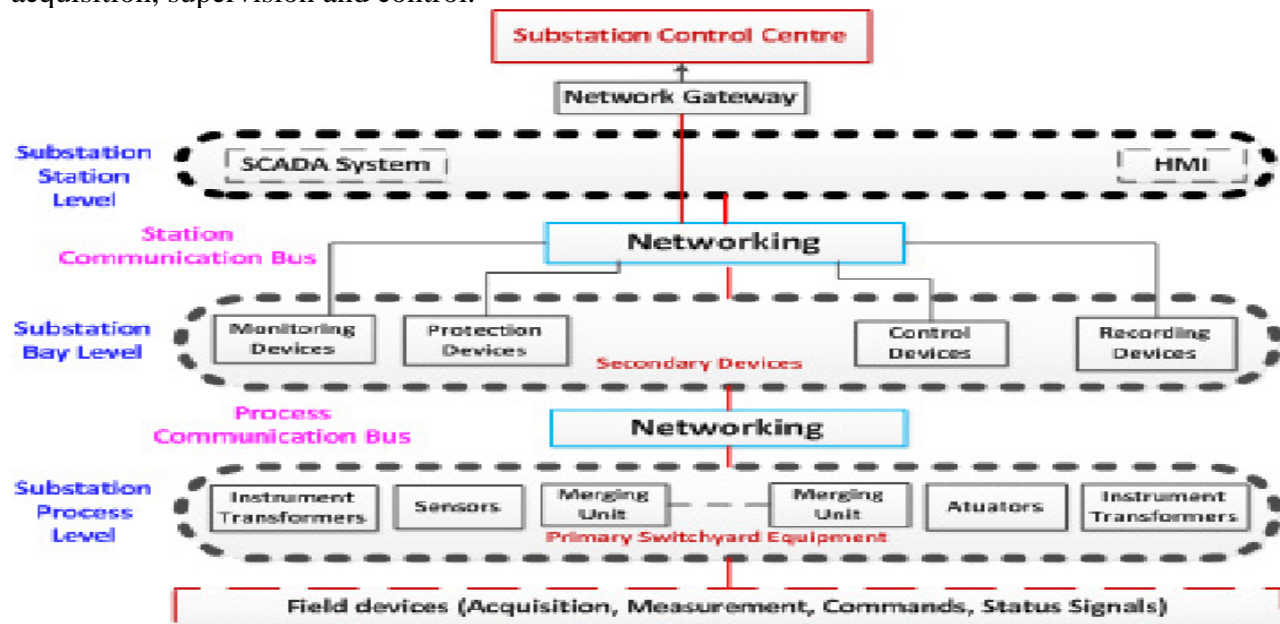 acquisition, supervision and control.
Substation Control Centre
Network Gateway
Substation
Station
Level
SCADA System
HMI
Station
Communication Bus
Networking
Substation
Bay Level
Monitoring
Devices
Protection
Devices
Control
Devices
Recording
Devices
Secondary Devices
Process
Communication Bus
Networking
Substation
Process
Level
Instrument
Transformers
Sensors
Merging
Unit
Merging
Unit
Atuators
Instrument
Transformers
Primary Switchyard Equipment
Field devices (Acquisition, Measurement, Commands, Status Signals)